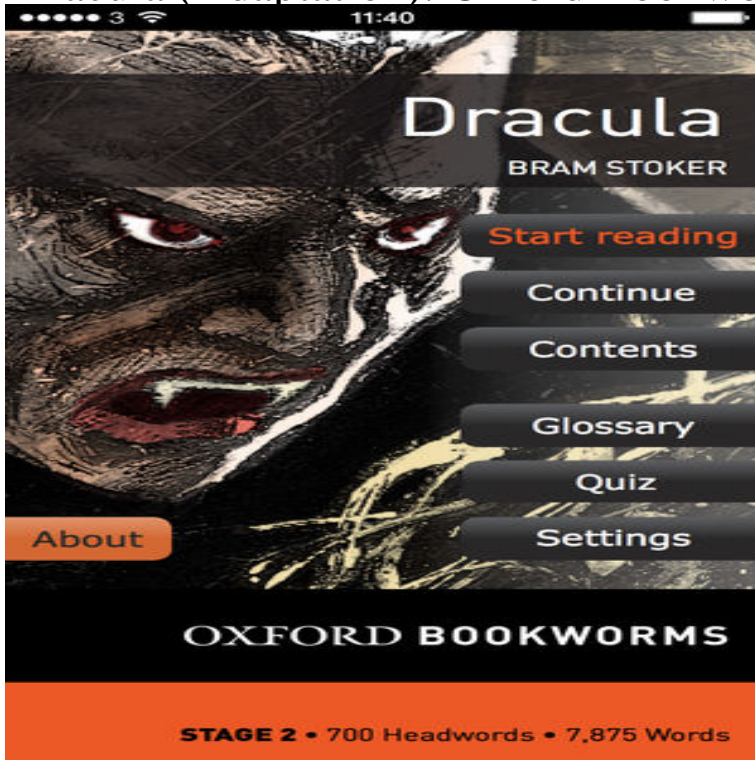 3 11:40
Dracula
BRAM STOKER
Start reading
Continue
Contents
Glossary
Quiz
About
Settings
OXFORD BOOKWORMS
STAGE 2 • 700 Headwords • 7,875 Words